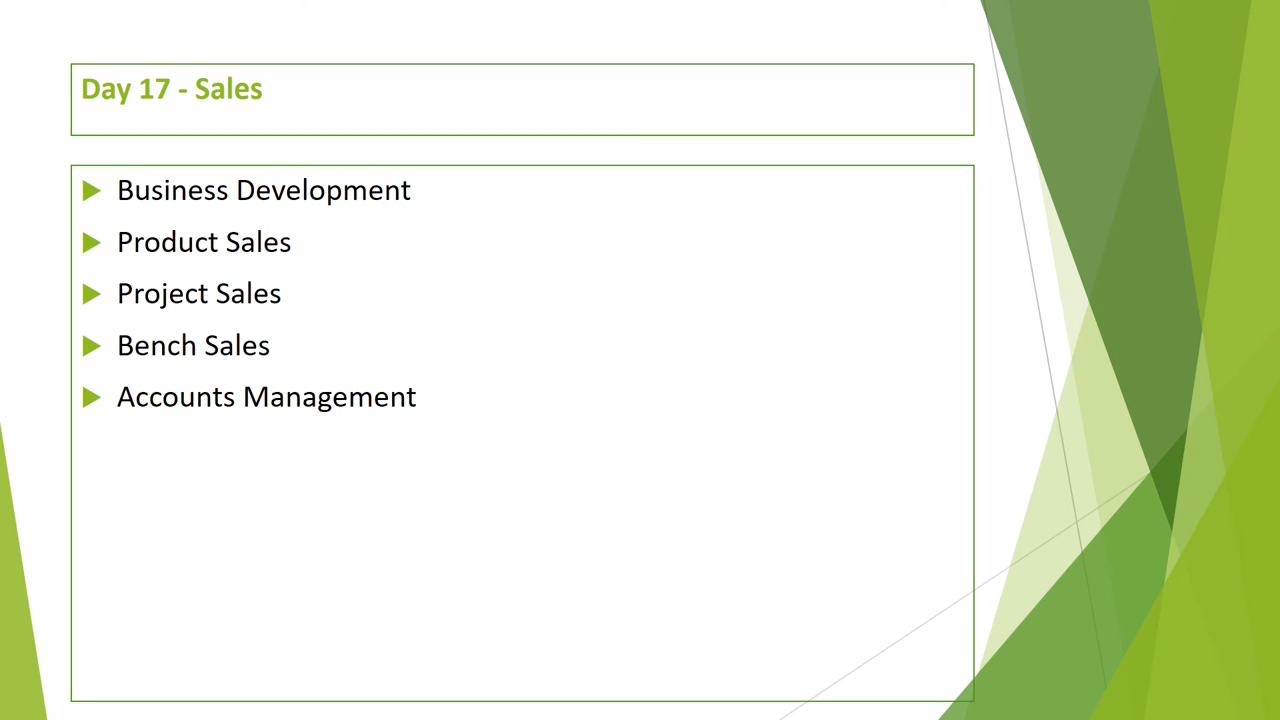 Day 17 - Sales
Business Development
Product Sales
Project Sales
Bench Sales
Accounts Management